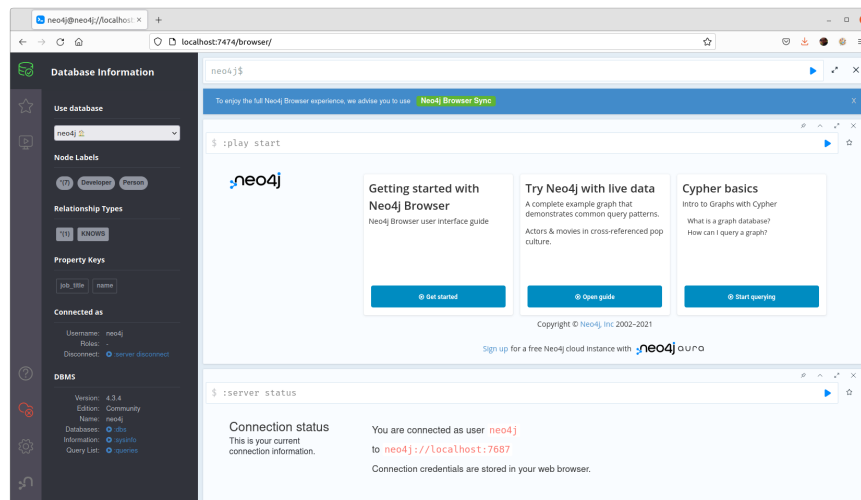 neo4j@neo4j://localhost
localhost:7474/browser/
Database Information
Use database
neo4j
Node Labels
*(7) Developer Person
Relationship Types
*(1) KNOWS
Property Keys
job_title name
Connected as
Username: neo4j
Roles: -
Disconnect: server disconnect
DBMS
Version: 4.3.4
Edition: Community
Name: neo4j
Databases: dbs
Information: sysinfo
Query List: queries
neo4j$
To enjoy the full Neo4j Browser experience, we advise you to use Neo4j Browser Sync X
$ :play start
neo4j
Getting started with
Neo4j Browser
Neo4j Browser user interface guide
Get started
Try Neo4j with live data
A complete example graph that
demonstrates common query patterns.
Actors & movies in cross-referenced pop
culture.
Open guide
Cypher basics
Intro to Graphs with Cypher
What is a graph database?
How can I query a graph?
Start querying
Copyright © Neo4j, Inc 2002–2021
Sign up for a free Neo4j cloud instance with neo4j aura
$ :server status
Connection status
This is your current
connection information.
You are connected as user neo4j
to neo4j://localhost:7687
Connection credentials are stored in your web browser.